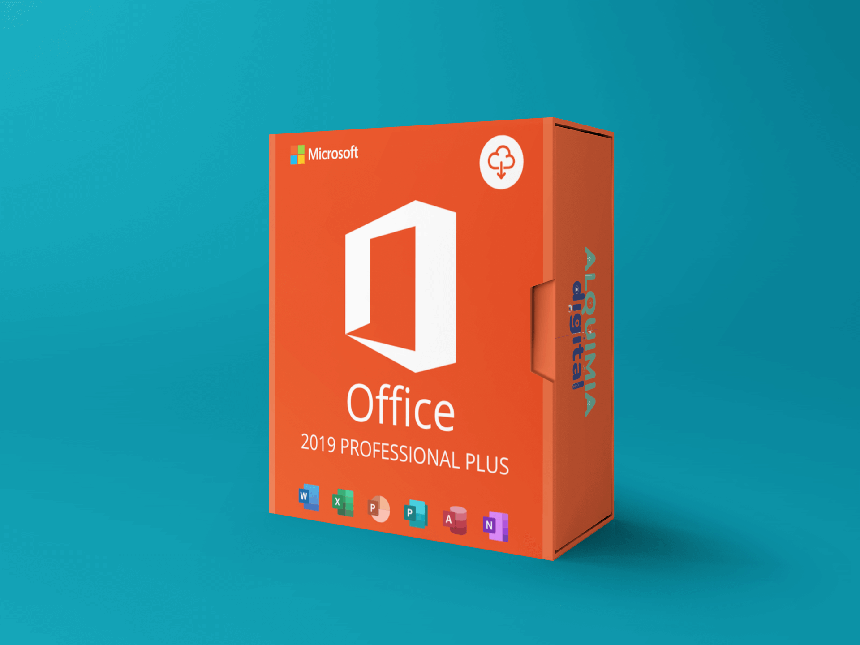 Microsoft
Office
2019 PROFESSIONAL PLUS
W
X
P
P
A
N
ALQUIMIA
digital